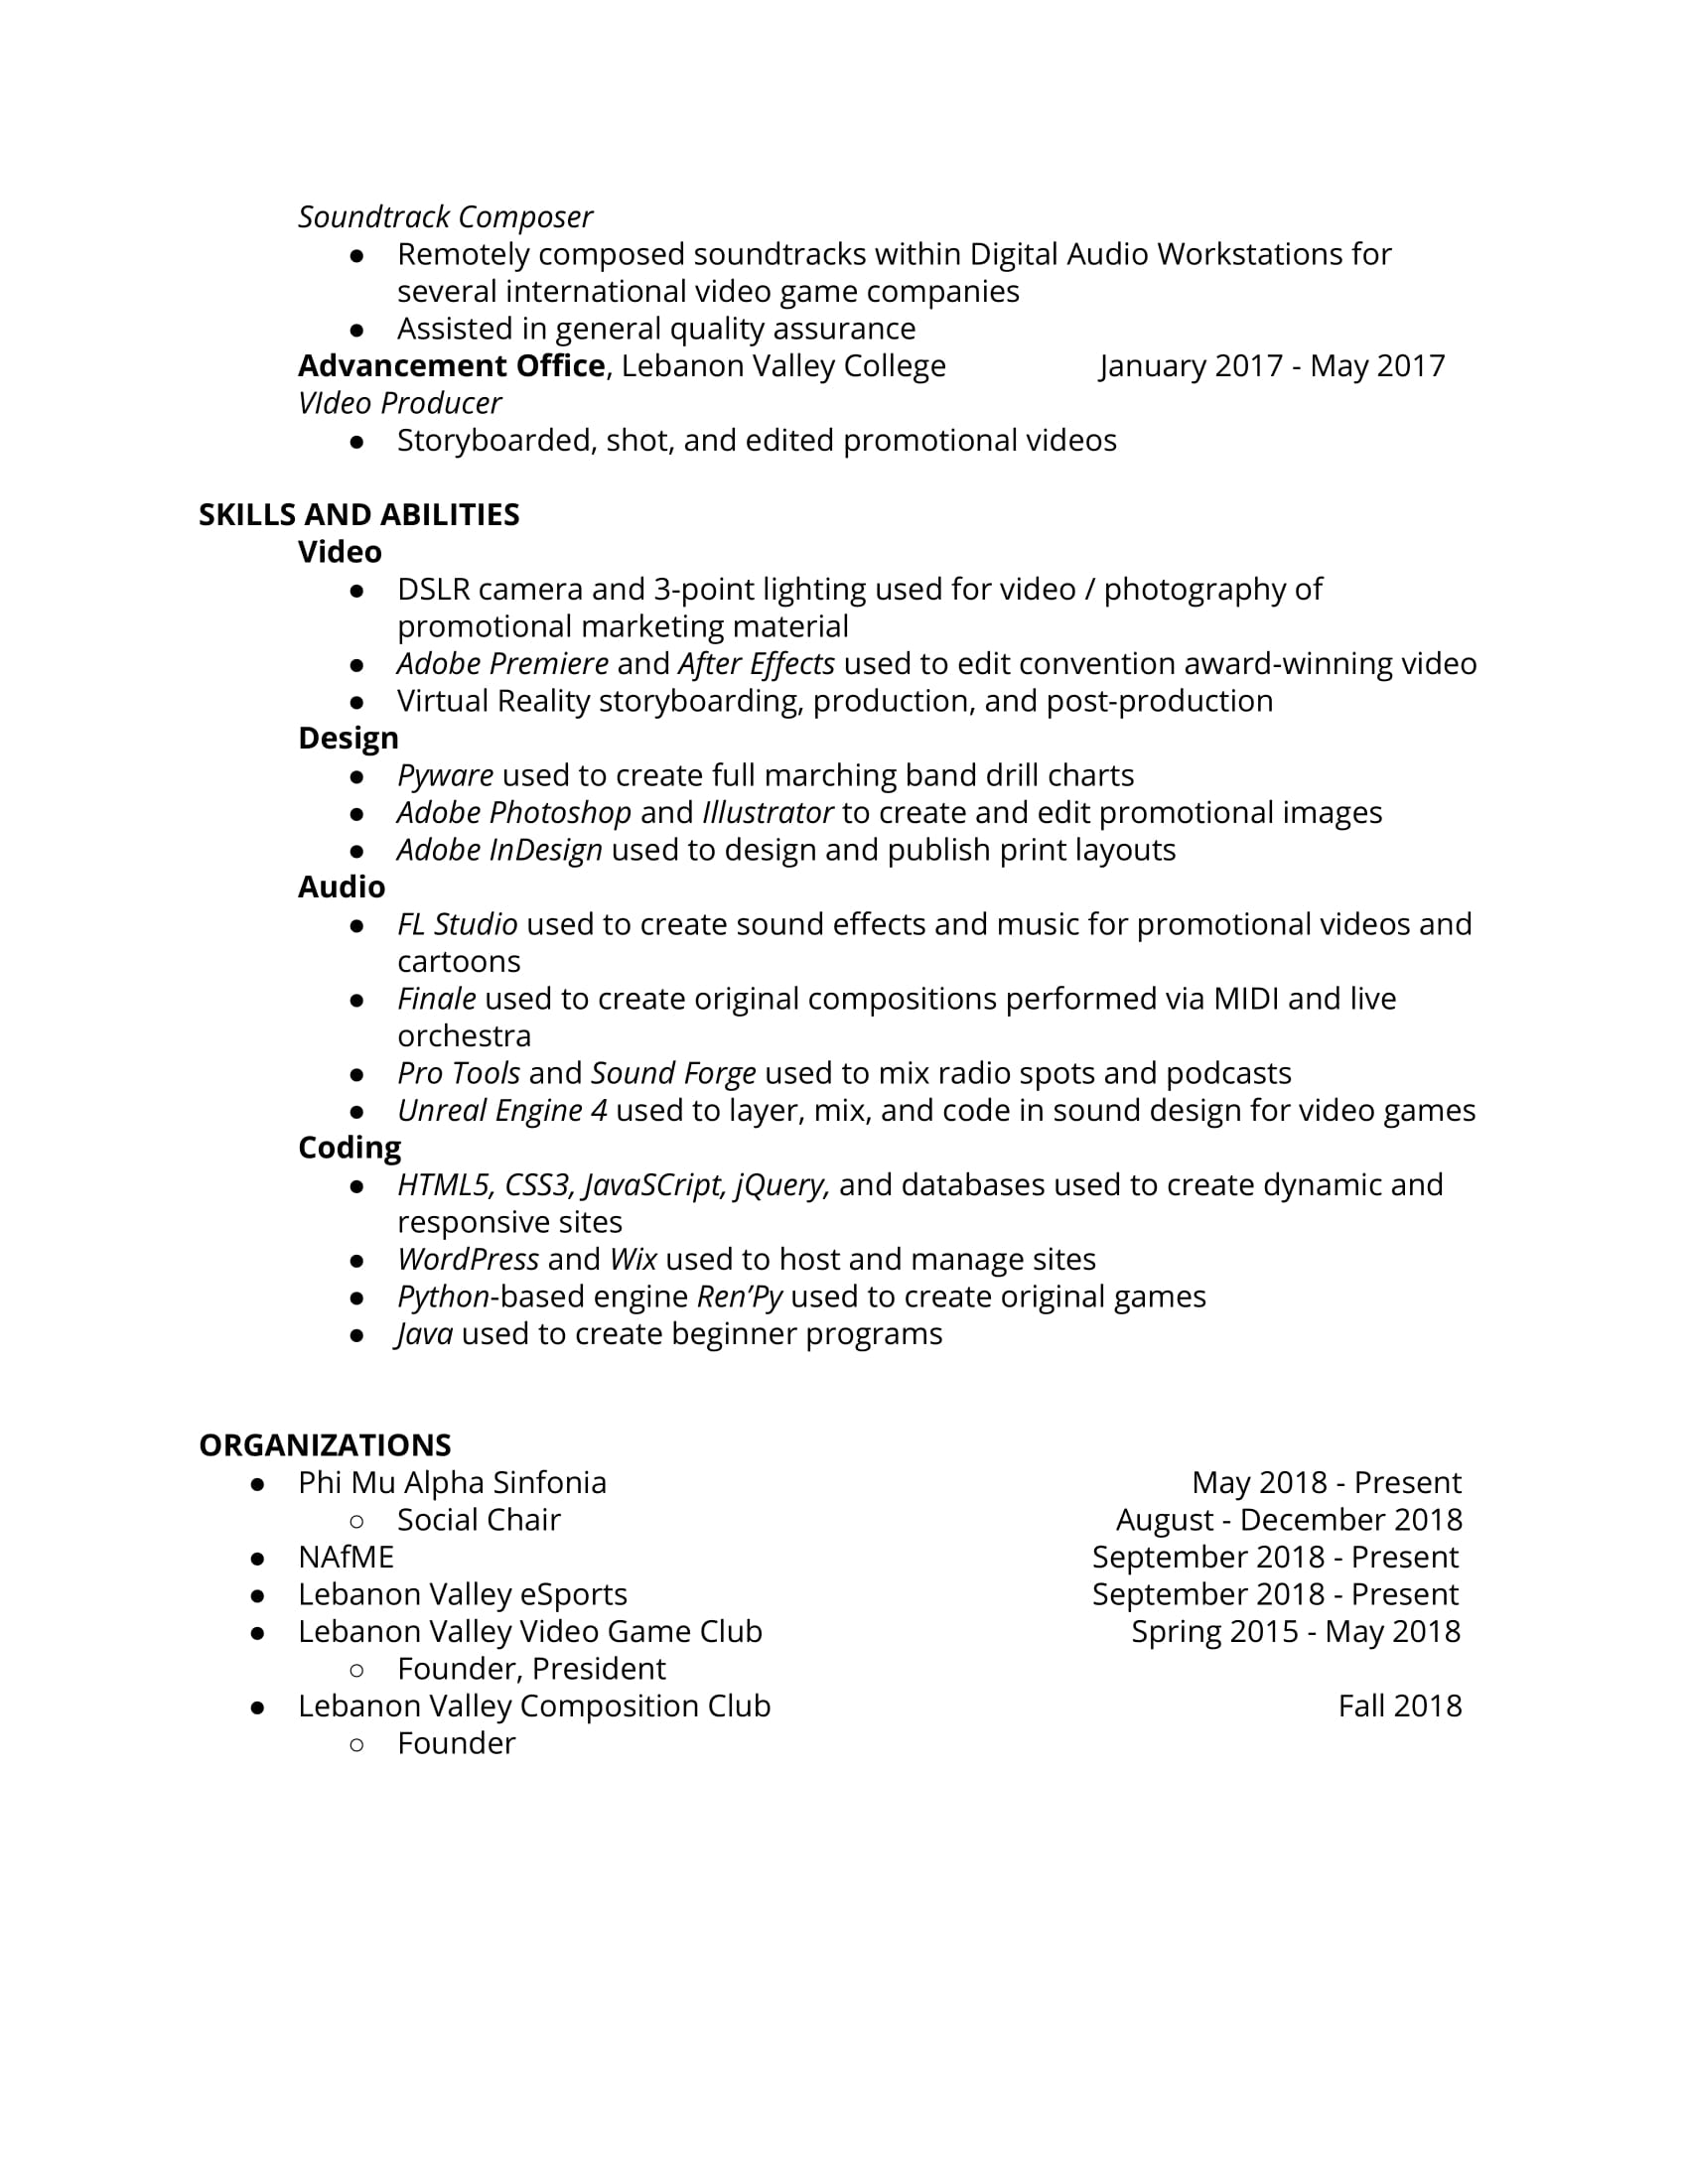 Soundtrack Composer
● Remotely composed soundtracks within Digital Audio Workstations for
several international video game companies
● Assisted in general quality assurance
Advancement Office, Lebanon Valley College January 2017 - May 2017
VIdeo Producer
● Storyboarded, shot, and edited promotional videos
SKILLS AND ABILITIES
Video
● DSLR camera and 3-point lighting used for video / photography of
promotional marketing material
● Adobe Premiere and After Effects used to edit convention award-winning video
● Virtual Reality storyboarding, production, and post-production
Design
● Pyware used to create full marching band drill charts
● Adobe Photoshop and Illustrator to create and edit promotional images
● Adobe InDesign used to design and publish print layouts
Audio
● FL Studio used to create sound effects and music for promotional videos and
cartoons
● Finale used to create original compositions performed via MIDI and live
orchestra
● Pro Tools and Sound Forge used to mix radio spots and podcasts
● Unreal Engine 4 used to layer, mix, and code in sound design for video games
Coding
● HTML5, CSS3, JavaSCript, jQuery, and databases used to create dynamic and
responsive sites
● WordPress and Wix used to host and manage sites
● Python-based engine Ren’Py used to create original games
● Java used to create beginner programs
ORGANIZATIONS
● Phi Mu Alpha Sinfonia May 2018 - Present
○ Social Chair August - December 2018
● NAfME September 2018 - Present
● Lebanon Valley eSports September 2018 - Present
● Lebanon Valley Video Game Club Spring 2015 - May 2018
○ Founder, President
● Lebanon Valley Composition Club Fall 2018
○ Founder